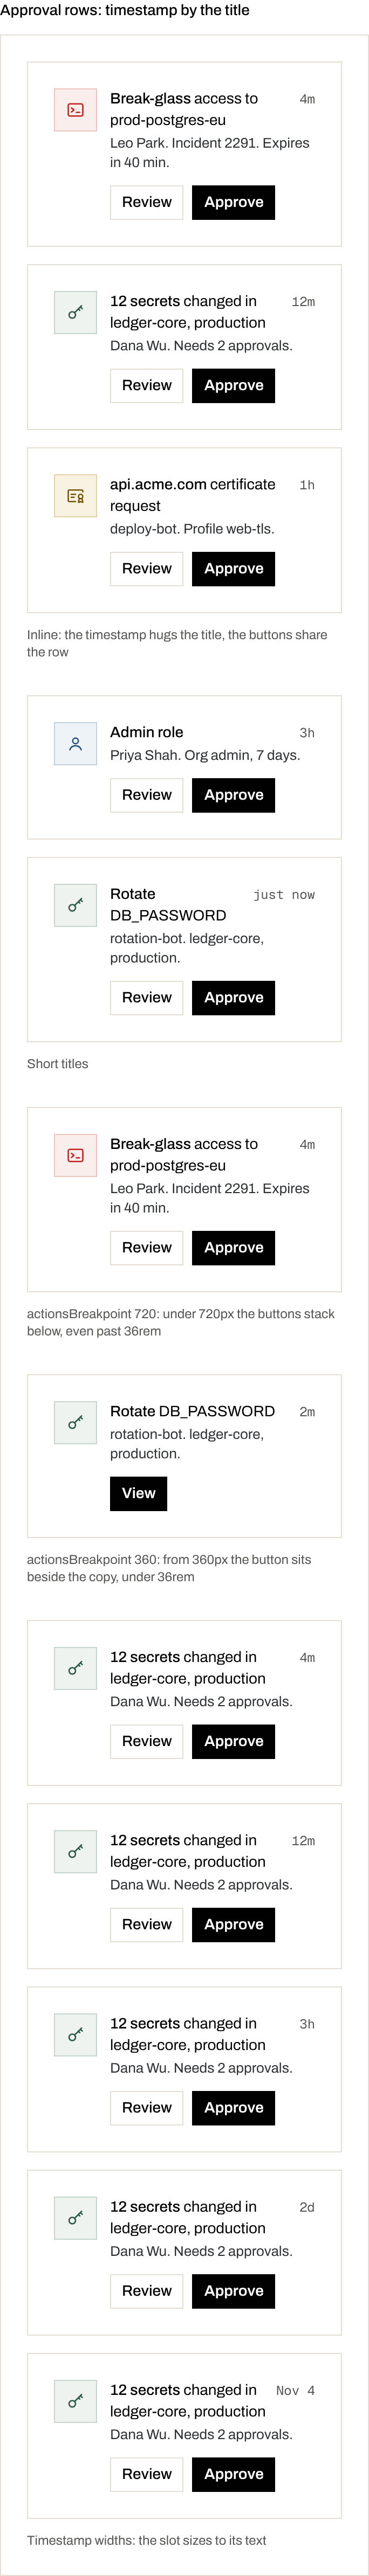 Approval rows: timestamp by the title
Break-glass access to 4m
prod-postgres-eu
Leo Park. Incident 2291. Expires
in 40 min.
Review Approve
12 secrets changed in 12m
ledger-core, production
Dana Wu. Needs 2 approvals.
Review Approve
api.acme.com certificate 1h
request
deploy-bot. Profile web-tls.
Review Approve
Inline: the timestamp hugs the title, the buttons share
the row
Admin role 3h
Priya Shah. Org admin, 7 days.
Review Approve
Rotate just now
DB_PASSWORD
rotation-bot. ledger-core,
production.
Review Approve
Short titles
Break-glass access to 4m
prod-postgres-eu
Leo Park. Incident 2291. Expires
in 40 min.
Review Approve
actionsBreakpoint 720: under 720px the buttons stack
below, even past 36rem
Rotate DB_PASSWORD 2m
rotation-bot. ledger-core,
production.
View
actionsBreakpoint 360: from 360px the button sits
beside the copy, under 36rem
12 secrets changed in 4m
ledger-core, production
Dana Wu. Needs 2 approvals.
Review Approve
12 secrets changed in 12m
ledger-core, production
Dana Wu. Needs 2 approvals.
Review Approve
12 secrets changed in 3h
ledger-core, production
Dana Wu. Needs 2 approvals.
Review Approve
12 secrets changed in 2d
ledger-core, production
Dana Wu. Needs 2 approvals.
Review Approve
12 secrets changed in Nov 4
ledger-core, production
Dana Wu. Needs 2 approvals.
Review Approve
Timestamp widths: the slot sizes to its text